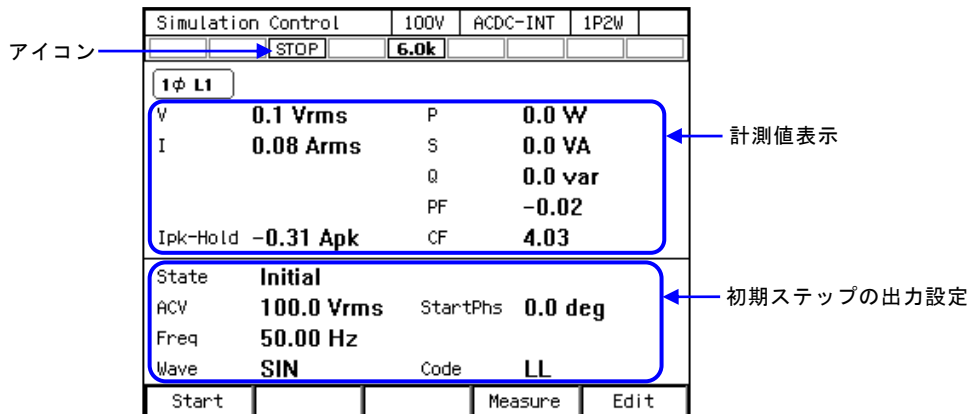 Simulation Control 100V ACDC-INT 1P2W
アイコン STOP 6.0k
1φ L1
V 0.1 Vrms P 0.0 W
計測値表示
I 0.08 Arms S 0.0 VA
Q 0.0 var
PF -0.02
Ipk-Hold -0.31 Apk CF 4.03
State Initial
初期ステップの出力設定
ACV 100.0 Vrms StartPhs 0.0 deg
Freq 50.00 Hz
Wave SIN Code LL
Start Measure Edit